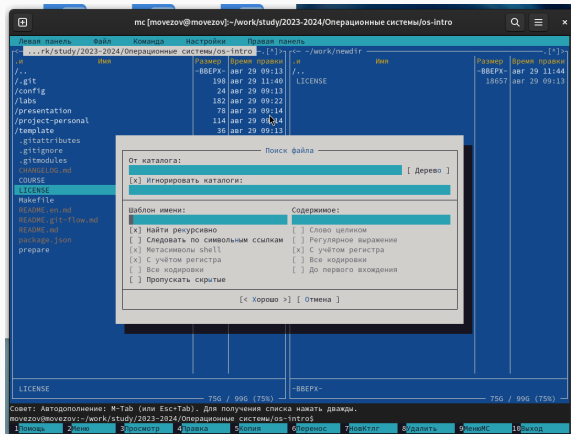 mc [movezov@movezov]:~/work/study/2023-2024/Операционные системы/os-intro
Левая панель Файл Команда Настройки Правая панель
<— ...rk/study/2023-2024/Операционные системы/os-intro .[^]>
<— ~/work/newdir .[^]>
.и Имя Размер Время правки
.и Имя Размер Время правки
/.. -ВВЕРХ- авг 29 09:13
/.. -ВВЕРХ- авг 29 11:44
/.git 198 авг 29 11:40
LICENSE 18657 авг 29 09:13
/config 24 авг 29 09:13
/labs 182 авг 29 09:22
/presentation 78 авг 29 09:14
/project-personal 114 авг 29 09:14
/template 36 авг 29 09:13
.gitattributes
.gitignore
.gitmodules
CHANGELOG.md
COURSE
LICENSE
Makefile
README.en.md
README.git-flow.md
README.md
package.json
prepare
Поиск файла
От каталога:
[ Дерево ]
[x] Игнорировать каталоги:
Шаблон имени:
Содержимое:
[x] Найти рекурсивно
[ ] Слово целиком
[ ] Следовать по символьным ссылкам
[ ] Регулярное выражение
[x] Метасимволы shell
[x] С учётом регистра
[x] С учётом регистра
[ ] Все кодировки
[ ] Все кодировки
[ ] До первого вхождения
[ ] Пропускать скрытые
[< Хорошо >] [ Отмена ]
LICENSE
-ВВЕРХ-
75G / 99G (75%)
75G / 99G (75%)
Совет: Автодополнение: M-Tab (или Esc+Tab). Для получения списка нажать дважды.
movezov@movezov:~/work/study/2023-2024/Операционные системы/os-intro$
1Помощь 2Меню 3Просмотр 4Правка 5Копия 6Перенос 7НовКтлг 8Удалить 9МенюMC 10Выход